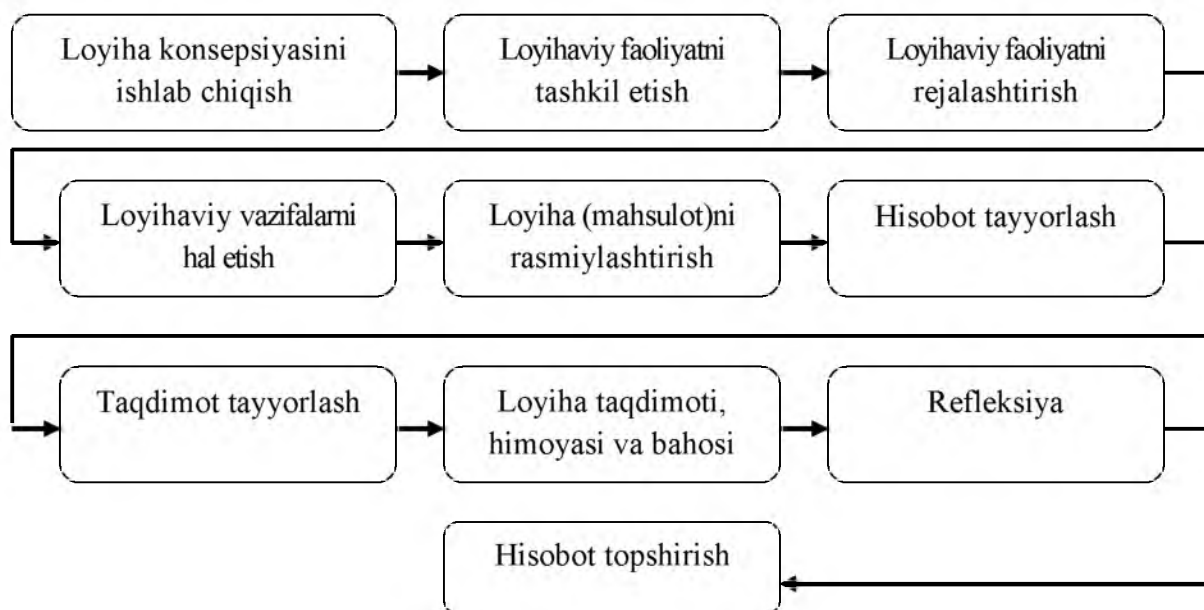 Loyiha konsepsiyasini
ishlab chiqish
Loyihaviy faoliyatni
tashkil etish
Loyihaviy faoliyatni
rejalashtirish
Loyihaviy vazifalarni
hal etish
Loyiha (mahsulot)ni
rasmiylashtirish
Hisobot tayyorlash
Taqdimot tayyorlash
Loyiha taqdimoti,
himoyasi va bahosi
Refleksiya
Hisobot topshirish